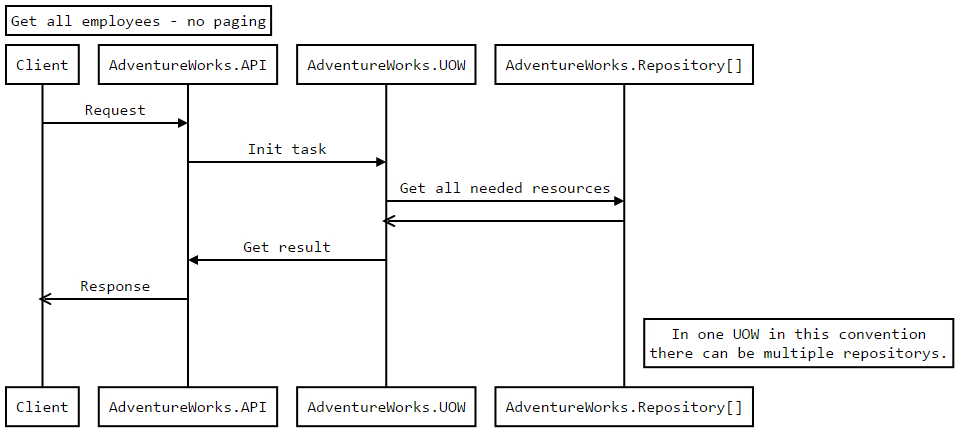 Get all employees - no paging
Client
AdventureWorks.API
AdventureWorks.UOW
AdventureWorks.Repository[]
Request
Init task
Get all needed resources
Get result
Response
In one UOW in this convention
there can be multiple repositorys.
Client
AdventureWorks.API
AdventureWorks.UOW
AdventureWorks.Repository[]